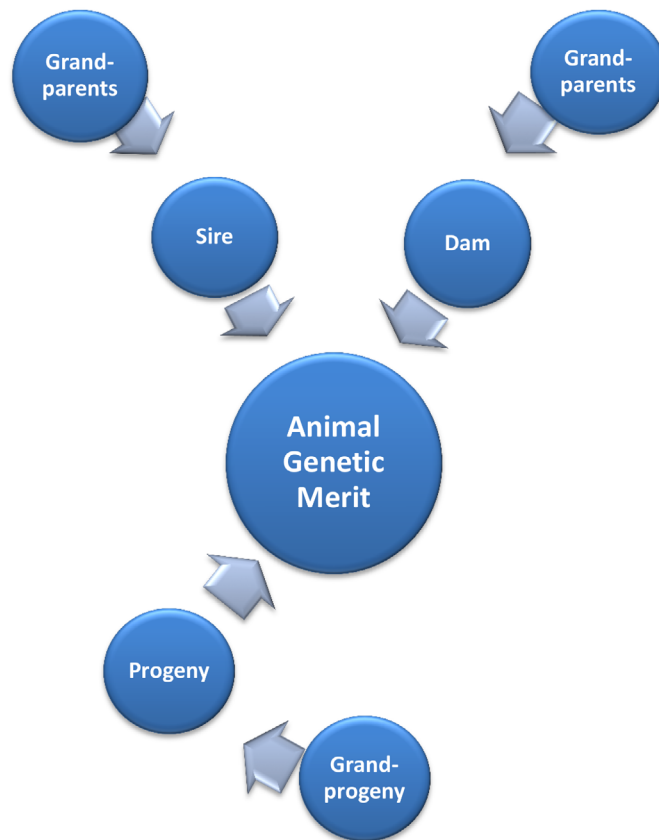 Grand-
parents
Grand-
parents
Sire
Dam
Animal
Genetic
Merit
Progeny
Grand-
progeny